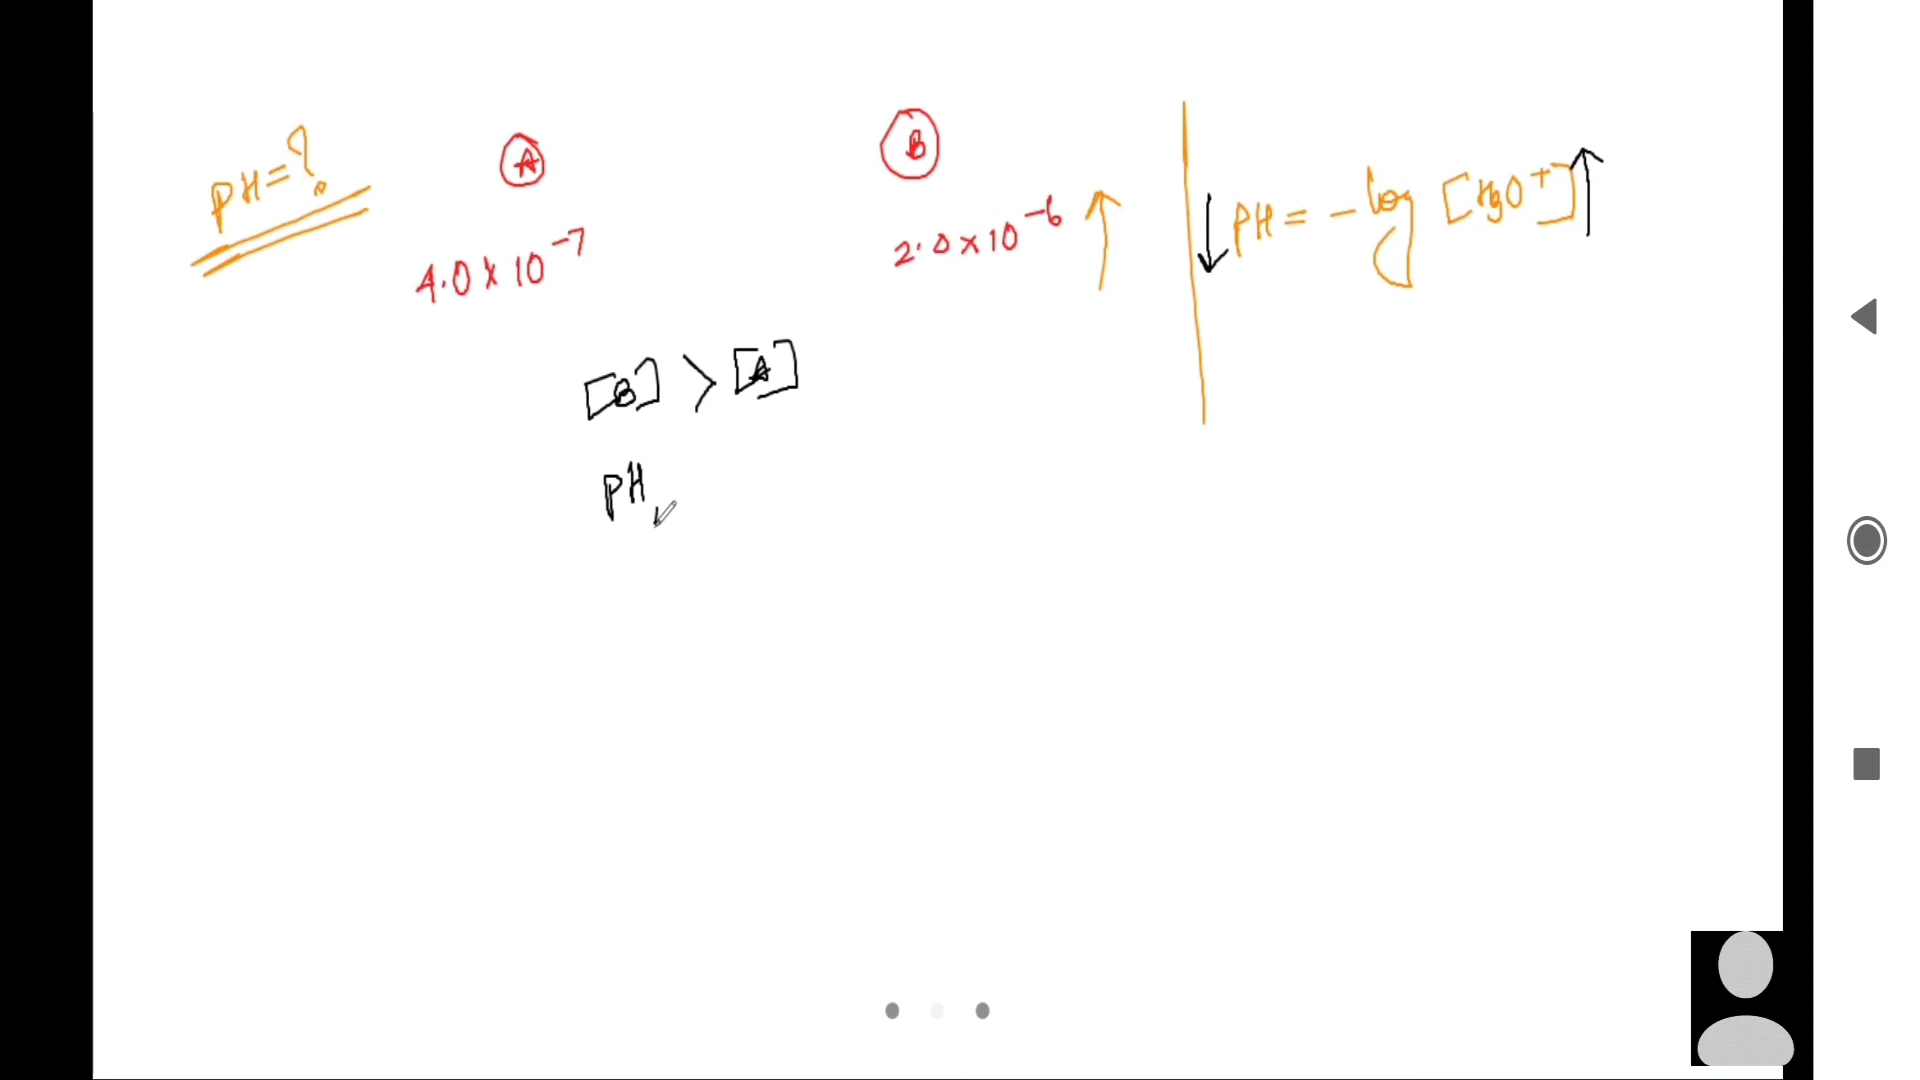 PH = ?
A
B
4.0 × 10⁻⁷
2.0 × 10⁻⁶ ↑
↓ PH = - log [H₃O⁺] ↑
[B] > [A]
PH